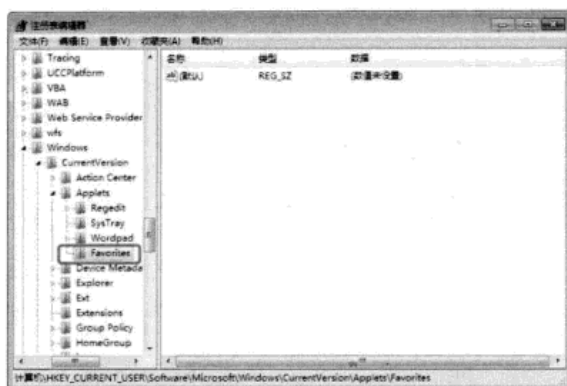 注册表编辑器
文件(F) 编辑(E) 查看(V) 收藏夹(A) 帮助(H)
名称 类型 数据
ab (默认) REG_SZ (数值未设置)
Tracing
UCCPlatform
VBA
WAB
Web Service Provider
wfs
Windows
CurrentVersion
Action Center
Applets
Regedit
SysTray
Wordpad
Favorites
Device Metada
Explorer
Ext
Extensions
Group Policy
HomeGroup
计算机\HKEY_CURRENT_USER\Software\Microsoft\Windows\CurrentVersion\Applets\Favorites